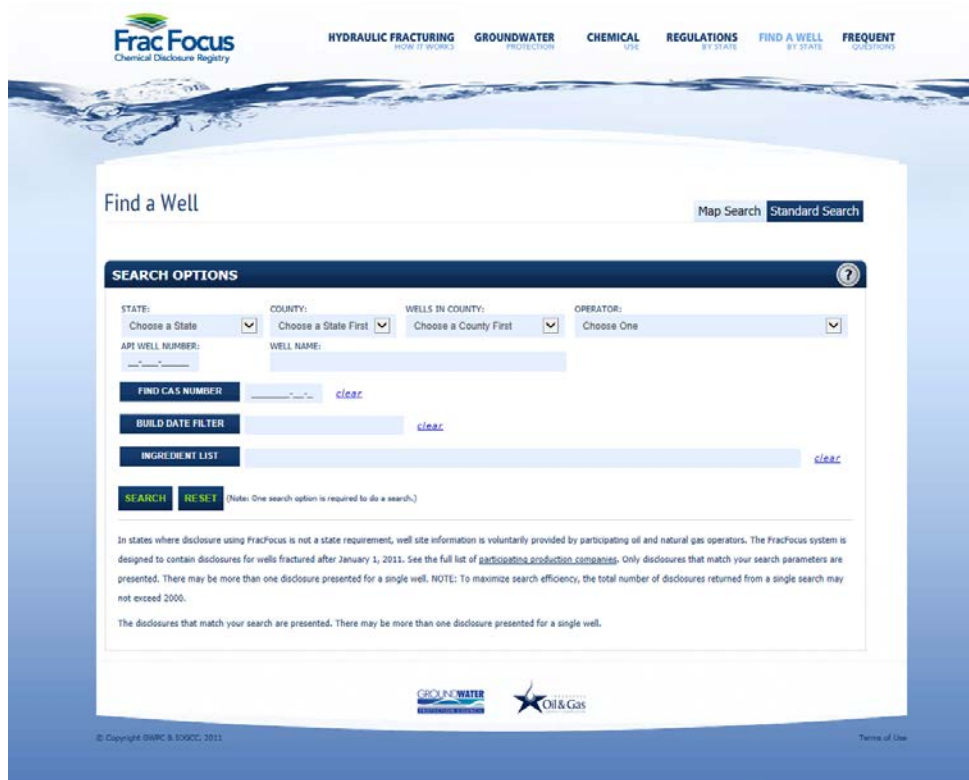 FracFocus
Chemical Disclosure Registry
HYDRAULIC FRACTURING
HOW IT WORKS
GROUNDWATER
PROTECTION
CHEMICAL
USE
REGULATIONS
BY STATE
FIND A WELL
BY STATE
FREQUENT
QUESTIONS
Find a Well
Map Search Standard Search
SEARCH OPTIONS ?
STATE: COUNTY: WELLS IN COUNTY: OPERATOR:
Choose a State Choose a State First Choose a County First Choose One
API WELL NUMBER: WELL NAME:
__-___-_____
FIND CAS NUMBER _______-__-_ clear
BUILD DATE FILTER clear
INGREDIENT LIST clear
SEARCH RESET (Note: One search option is required to do a search.)
In states where disclosure using FracFocus is not a state requirement, well site information is voluntarily provided by participating oil and natural gas operators. The FracFocus system is
designed to contain disclosures for wells fractured after January 1, 2011. See the full list of participating production companies. Only disclosures that match your search parameters are
presented. There may be more than one disclosure presented for a single well. NOTE: To maximize search efficiency, the total number of disclosures returned from a single search may
not exceed 2000.
The disclosures that match your search are presented. There may be more than one disclosure presented for a single well.
GROUNDWATER
PROTECTION COUNCIL
Oil & Gas
© Copyright GWPC & IOGCC, 2011 Terms of Use